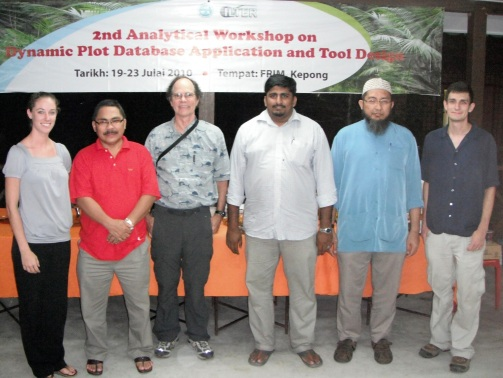 2nd Analytical Workshop on
Dynamic Plot Database Application and Tool Design
Tarikh: 19-23 Julai 2010 • Tempat: FRIM, Kepong